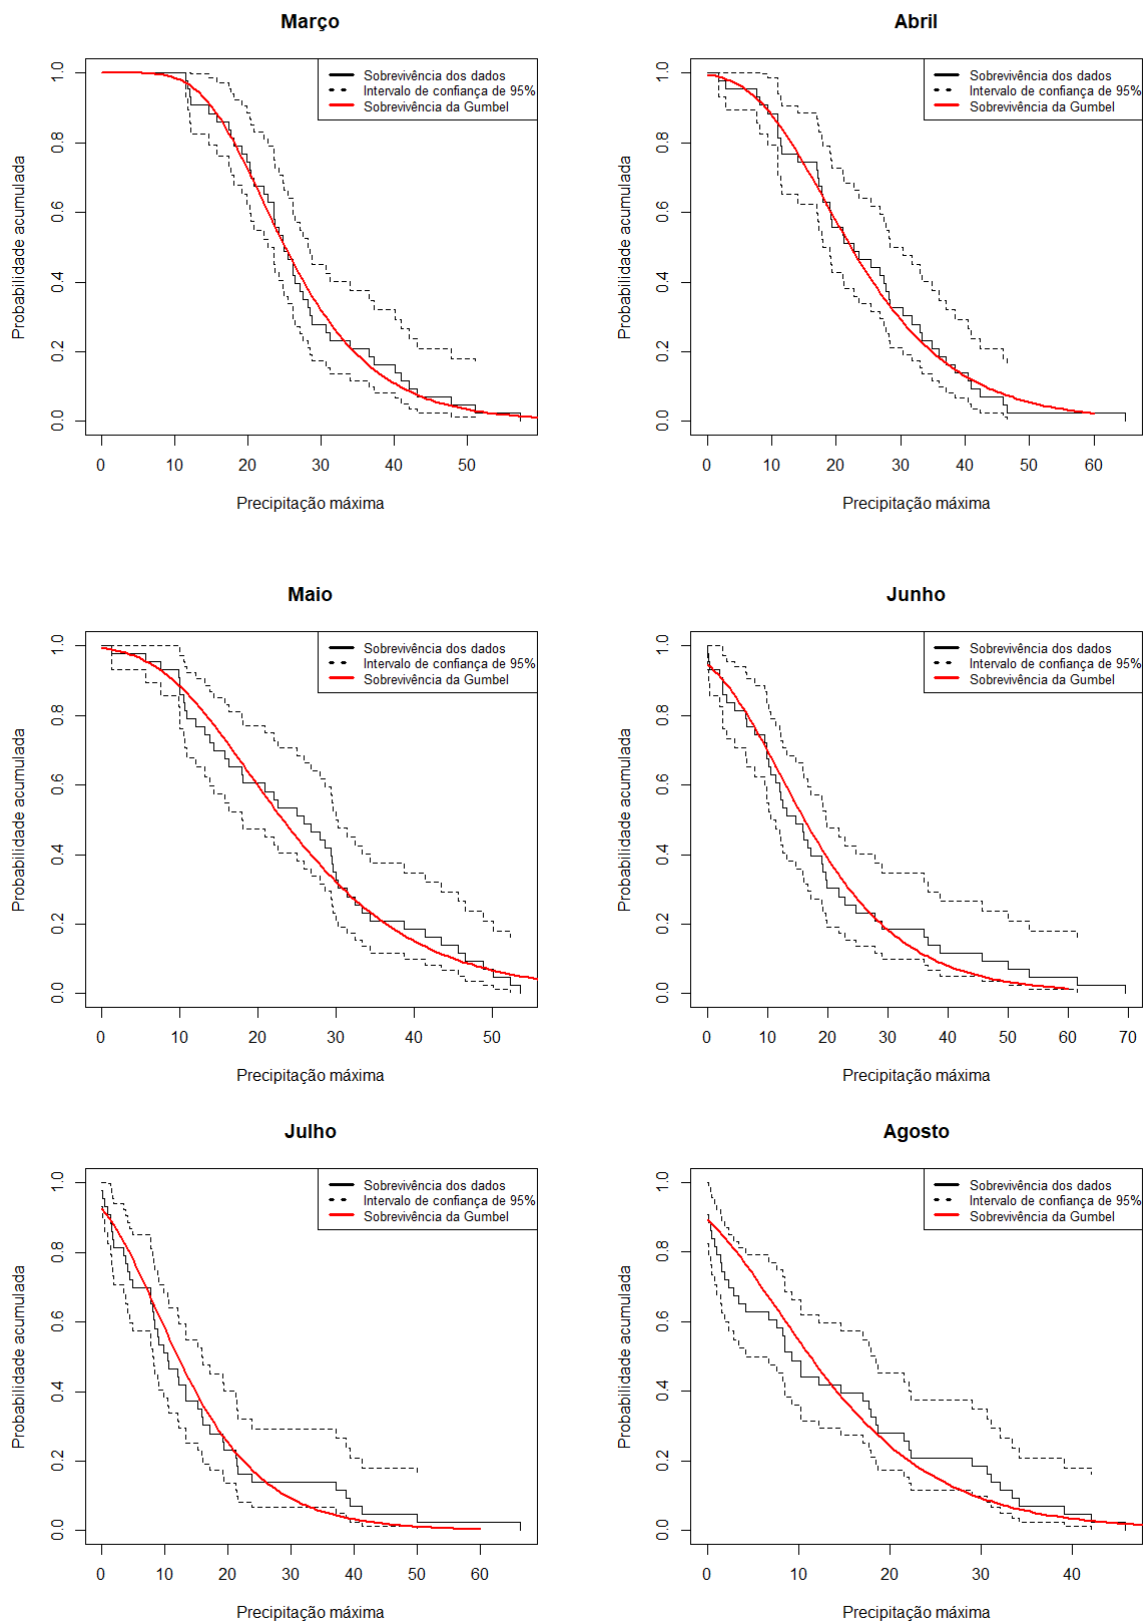 Março
Probabilidade acumulada
1.0
0.8
0.6
0.4
0.2
0.0
Sobrevivência dos dados
Intervalo de confiança de 95%
Sobrevivência da Gumbel
0 10 20 30 40 50
Precipitação máxima
Abril
Probabilidade acumulada
1.0
0.8
0.6
0.4
0.2
0.0
Sobrevivência dos dados
Intervalo de confiança de 95%
Sobrevivência da Gumbel
0 10 20 30 40 50 60
Precipitação máxima
Maio
Probabilidade acumulada
1.0
0.8
0.6
0.4
0.2
0.0
Sobrevivência dos dados
Intervalo de confiança de 95%
Sobrevivência da Gumbel
0 10 20 30 40 50
Precipitação máxima
Junho
Probabilidade acumulada
1.0
0.8
0.6
0.4
0.2
0.0
Sobrevivência dos dados
Intervalo de confiança de 95%
Sobrevivência da Gumbel
0 10 20 30 40 50 60 70
Precipitação máxima
Julho
Probabilidade acumulada
1.0
0.8
0.6
0.4
0.2
0.0
Sobrevivência dos dados
Intervalo de confiança de 95%
Sobrevivência da Gumbel
0 10 20 30 40 50 60
Precipitação máxima
Agosto
Probabilidade acumulada
1.0
0.8
0.6
0.4
0.2
0.0
Sobrevivência dos dados
Intervalo de confiança de 95%
Sobrevivência da Gumbel
0 10 20 30 40
Precipitação máxima